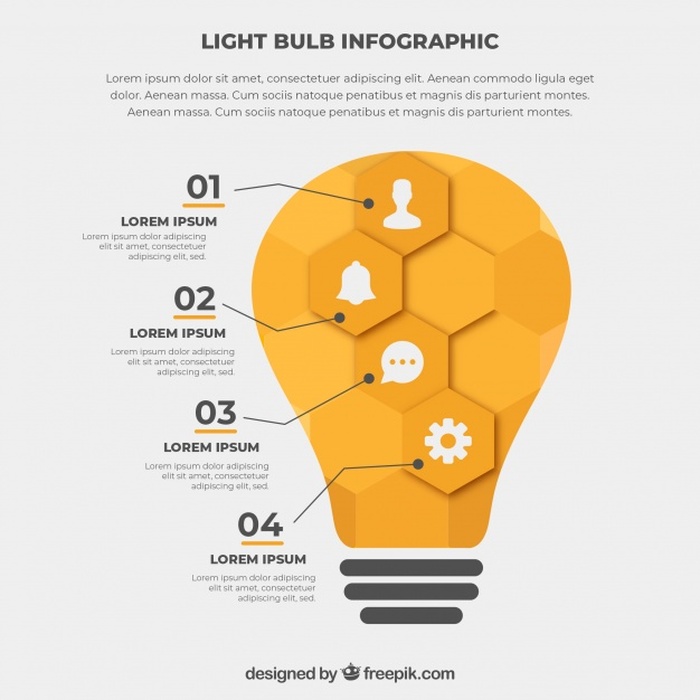 LIGHT BULB INFOGRAPHIC
Lorem ipsum dolor sit amet, consectetuer adipiscing elit. Aenean commodo ligula eget
dolor. Aenean massa. Cum sociis natoque penatibus et magnis dis parturient montes.
Aenean massa. Cum sociis natoque penatibus et magnis dis parturient montes.
01
LOREM IPSUM
Lorem ipsum dolor adipiscing
elit sit amet, consectetuer
adipiscing elit, sed.
02
LOREM IPSUM
Lorem ipsum dolor adipiscing
elit sit amet, consectetuer
adipiscing elit, sed.
03
LOREM IPSUM
Lorem ipsum dolor adipiscing
elit sit amet, consectetuer
adipiscing elit, sed.
04
LOREM IPSUM
Lorem ipsum dolor adipiscing
elit sit amet, consectetuer
adipiscing elit, sed.
designed by freepik.com